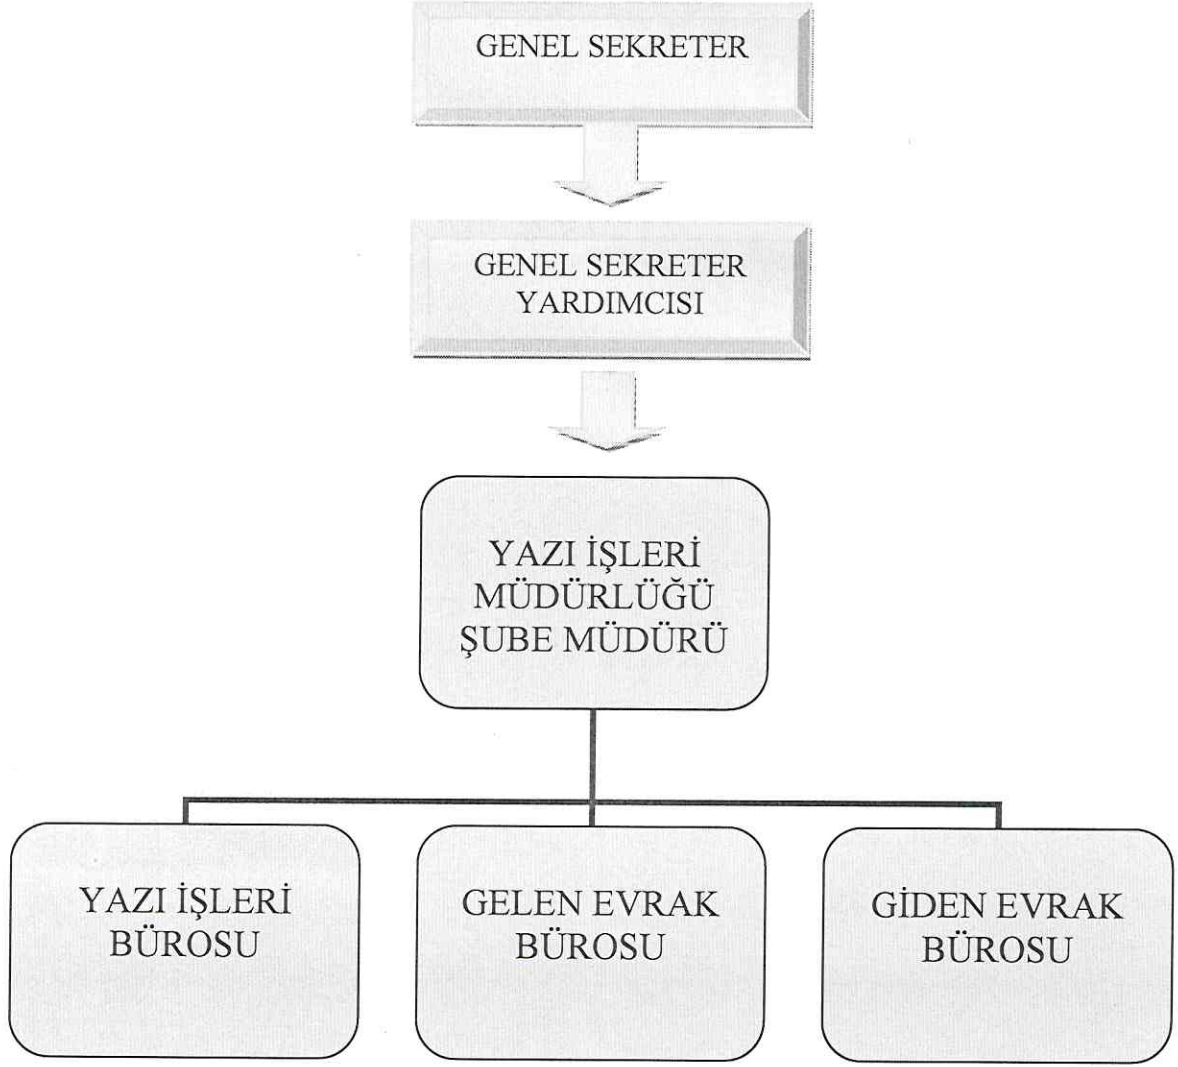 GENEL SEKRETER
GENEL SEKRETER
YARDIMCISI
YAZI İŞLERİ
MÜDÜRLÜĞÜ
ŞUBE MÜDÜRÜ
YAZI İŞLERİ
BÜROSU
GELEN EVRAK
BÜROSU
GİDEN EVRAK
BÜROSU